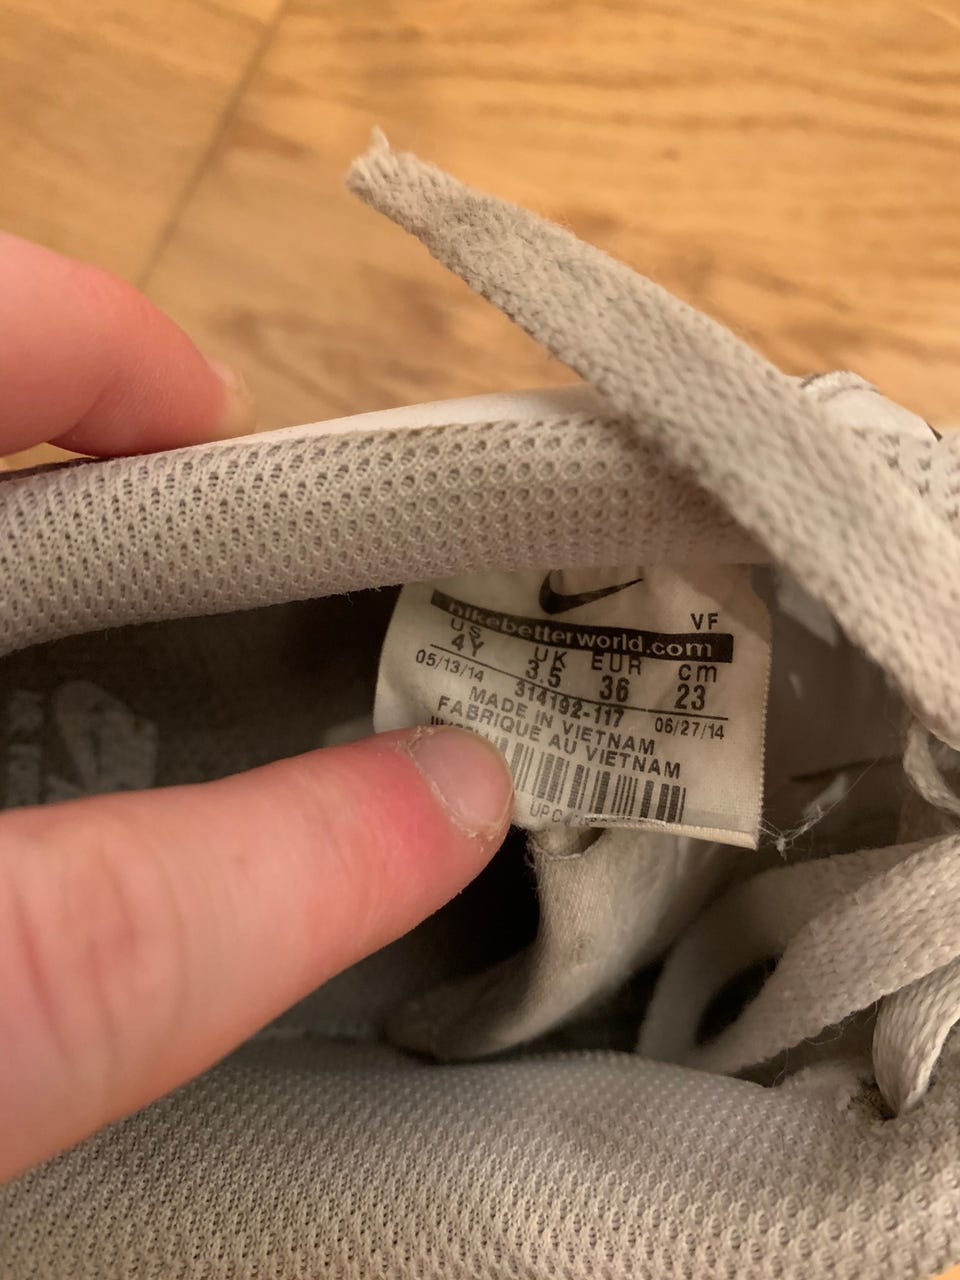 VF
nikebetterworld.com
US UK EUR cm
4Y 3.5 36 23
05/13/14 314192-117 06/27/14
MADE IN VIETNAM
FABRIQUE AU VIETNAM
UPC